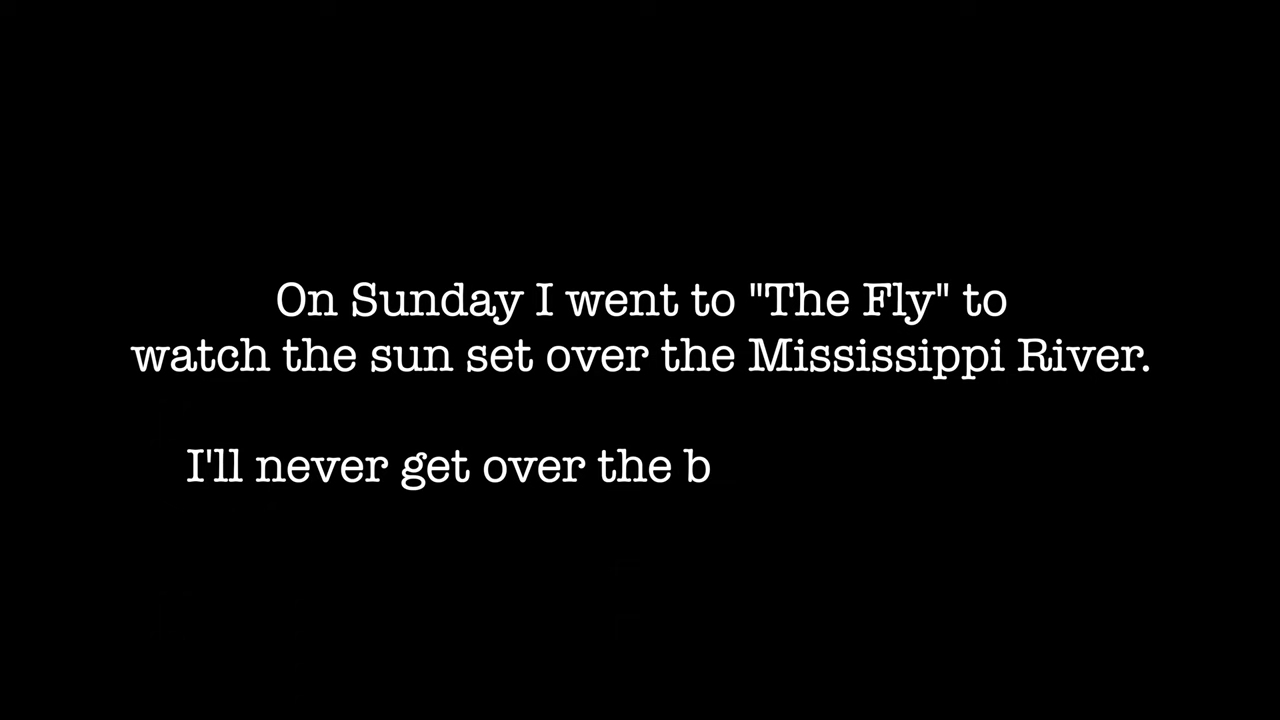 On Sunday I went to "The Fly" to
watch the sun set over the Mississippi River.
I'll never get over the b